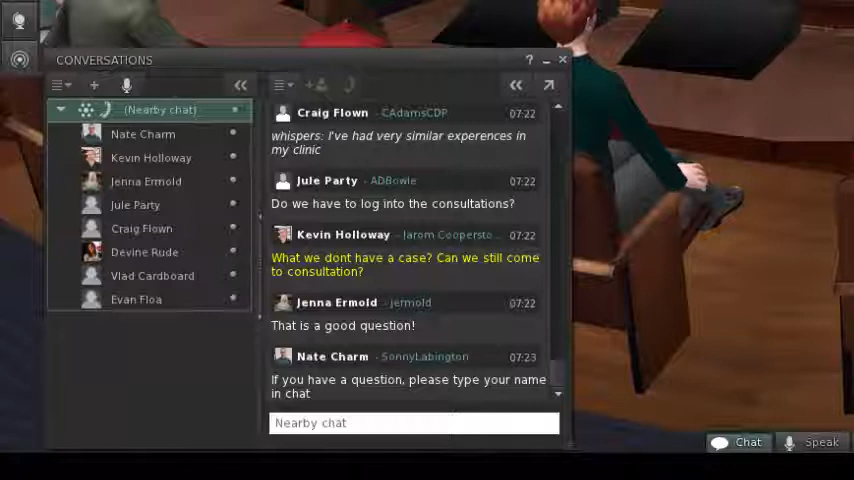 CONVERSATIONS
?
(Nearby chat)
Nate Charm
Kevin Holloway
Jenna Ermold
Jule Party
Craig Flown
Devine Rude
Vlad Cardboard
Evan Floa
Craig Flown - CAdamsCDP 07:22
whispers: I've had very similar experences in
my clinic
Jule Party - ADBowie 07:22
Do we have to log into the consultations?
Kevin Holloway - Jarom Coopersto... 07:22
What we dont have a case? Can we still come
to consultation?
Jenna Ermold - jermold 07:22
That is a good question!
Nate Charm - SonnyLabington 07:23
If you have a question, please type your name
in chat
Nearby chat
Chat
Speak